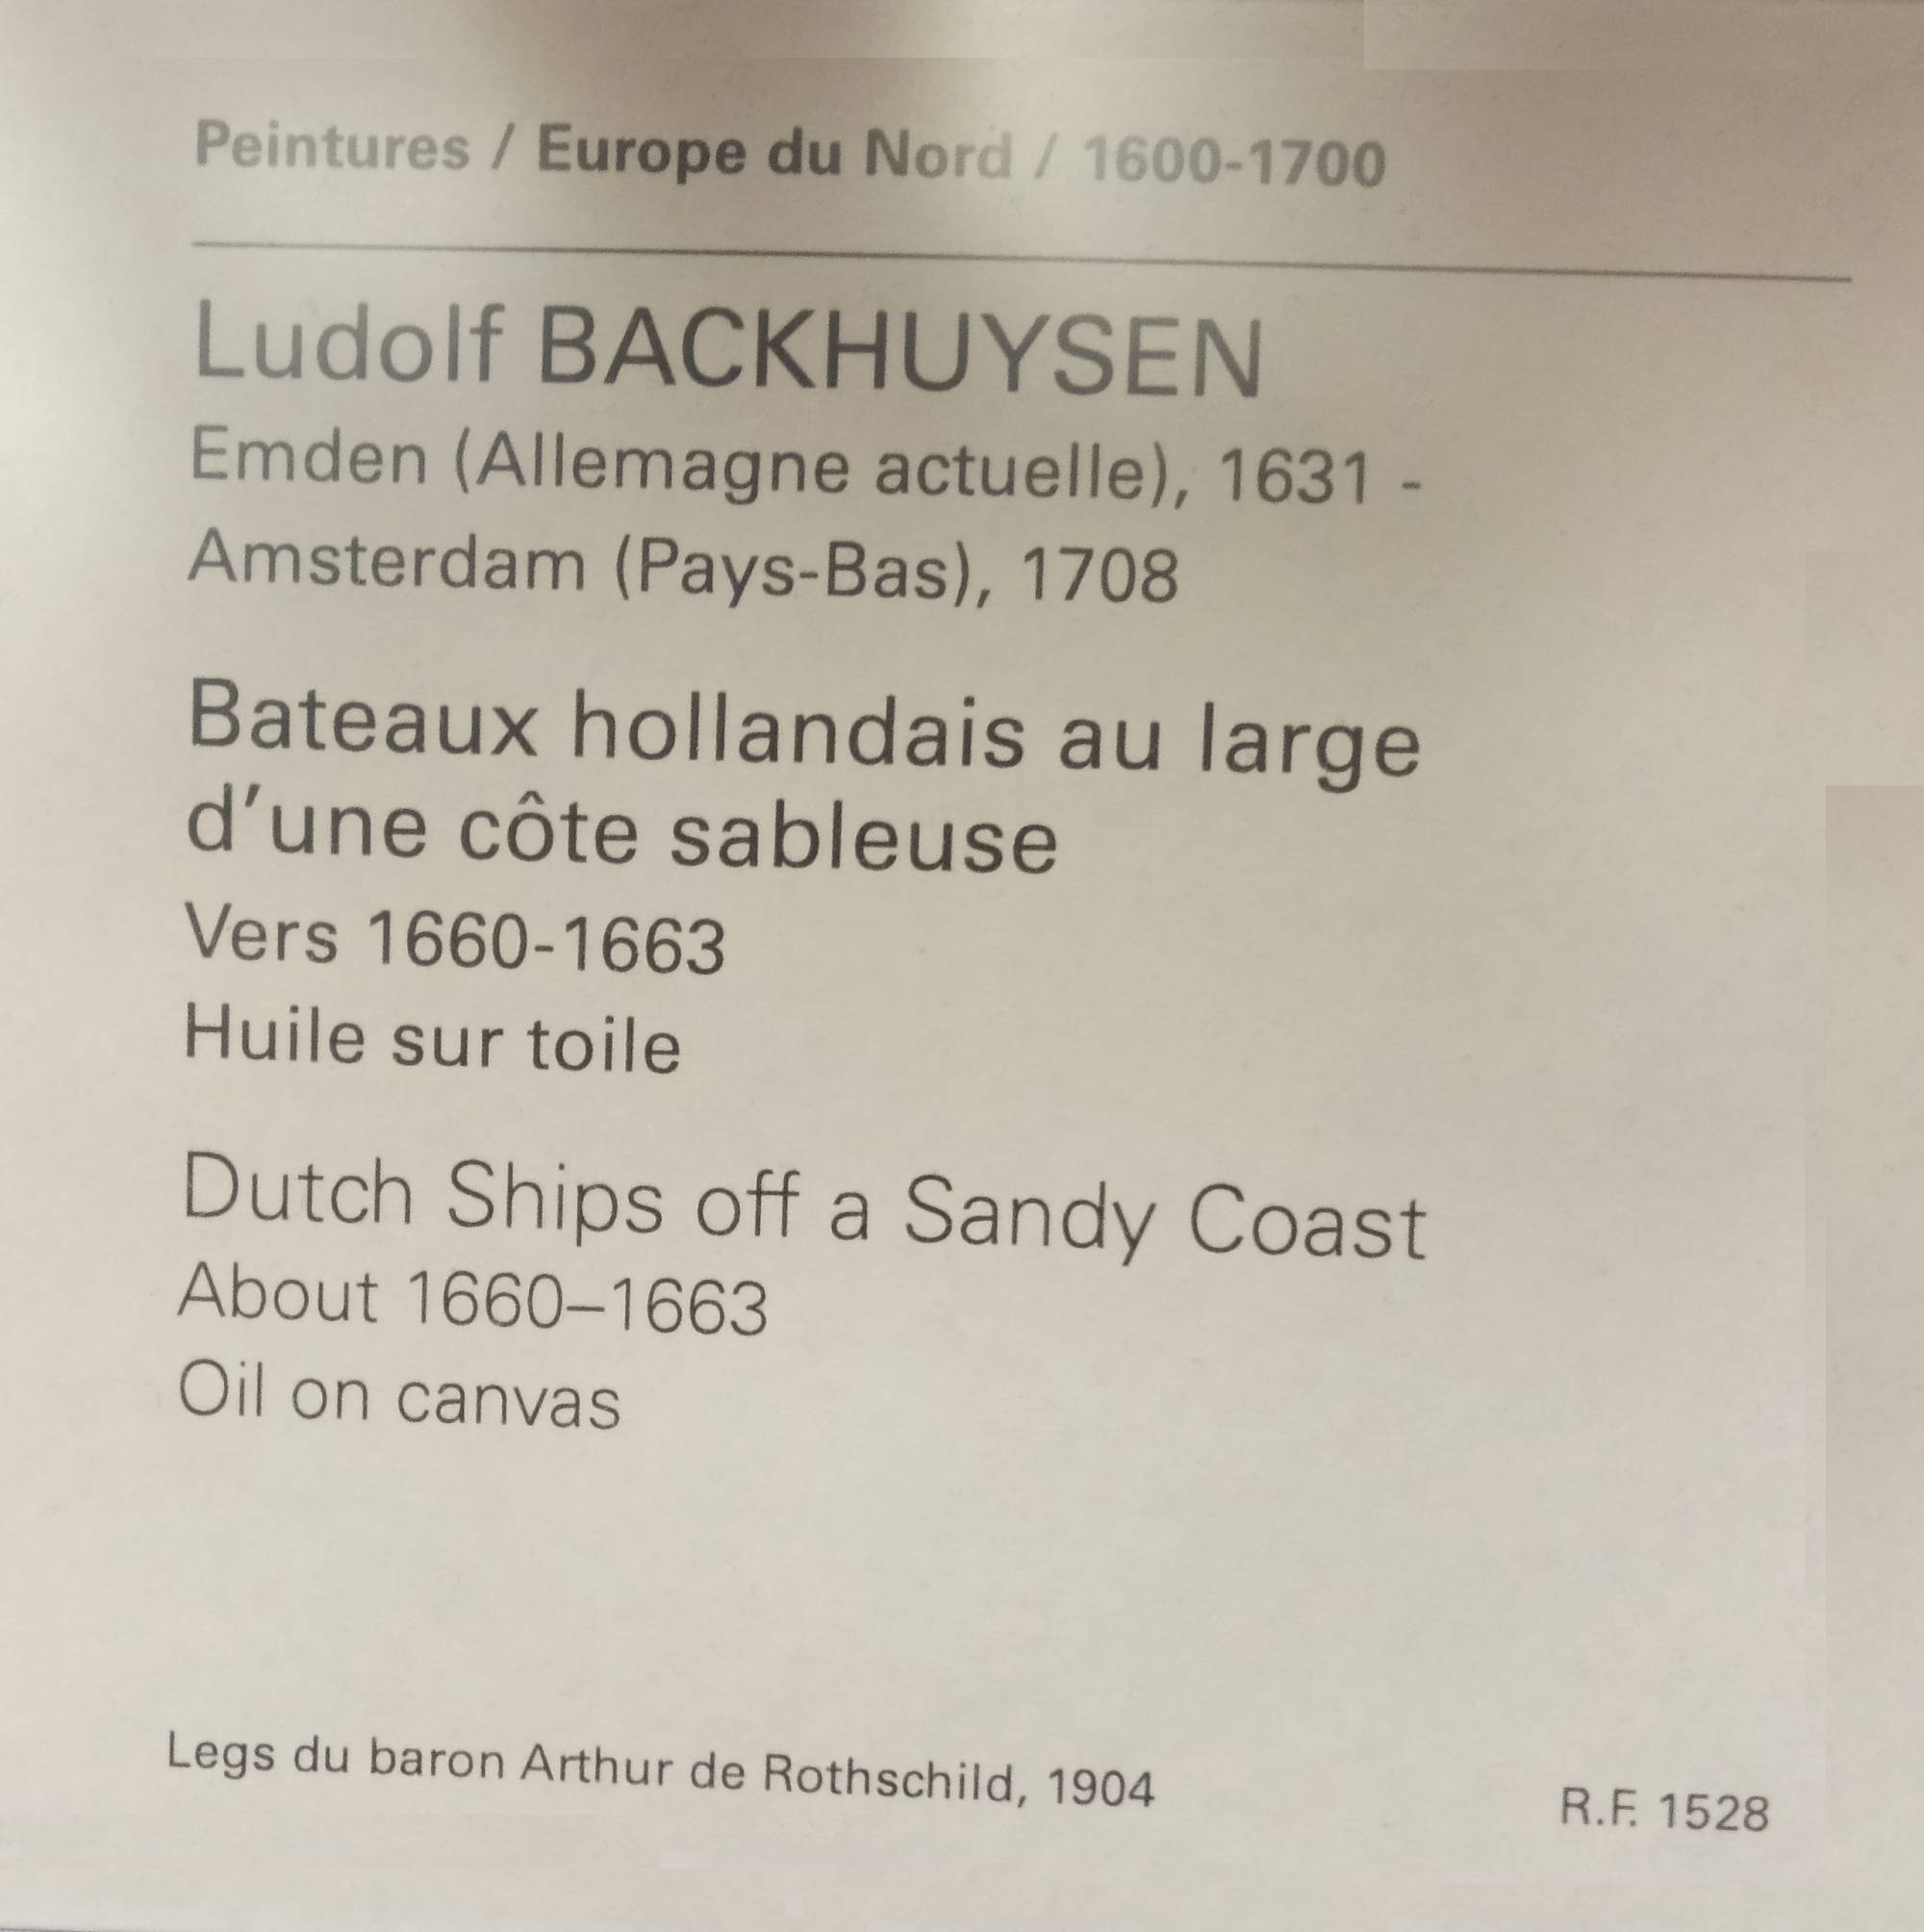 Peintures / Europe du Nord / 1600-1700
Ludolf BACKHUYSEN
Emden (Allemagne actuelle), 1631 -
Amsterdam (Pays-Bas), 1708
Bateaux hollandais au large
d’une côte sableuse
Vers 1660-1663
Huile sur toile
Dutch Ships off a Sandy Coast
About 1660–1663
Oil on canvas
Legs du baron Arthur de Rothschild, 1904
R.F. 1528